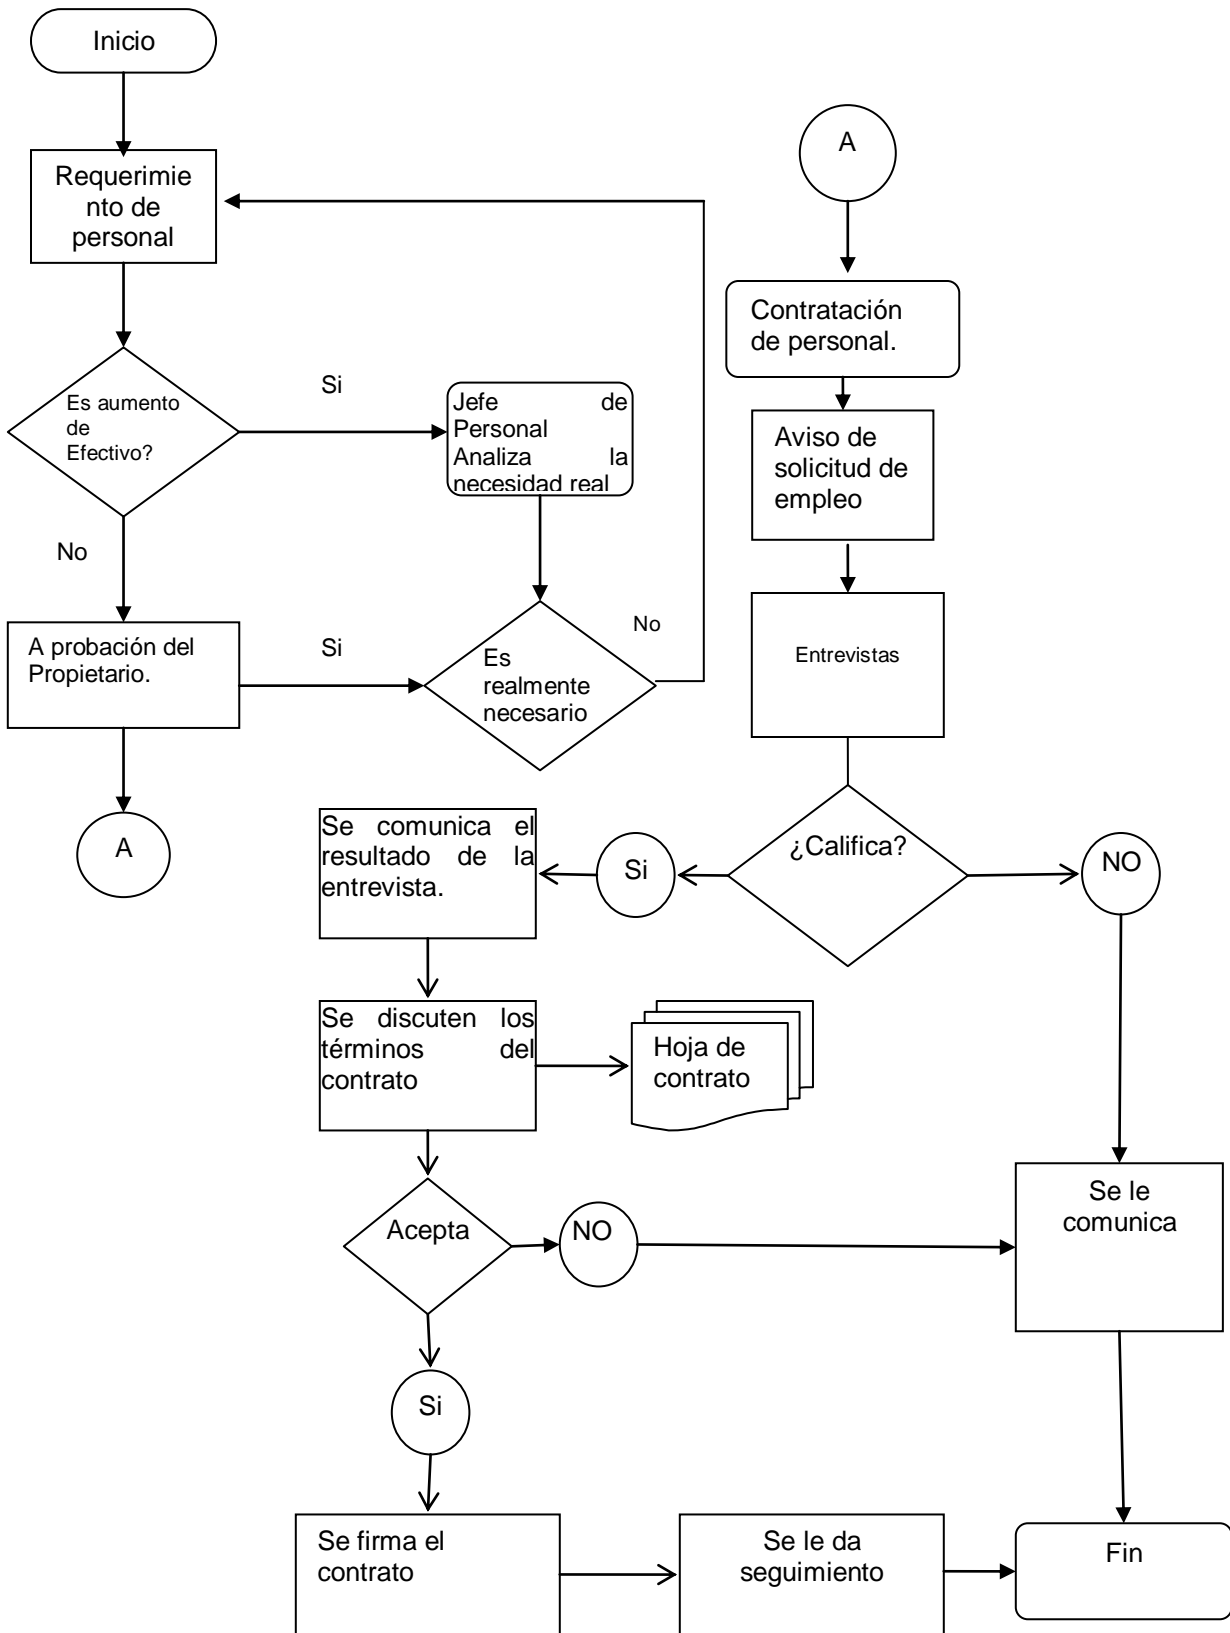 Inicio
Requerimie
nto de
personal
Es aumento
de
Efectivo?
Si
Jefe de
Personal
Analiza la
necesidad real
No
A probación del
Propietario.
Si
Es
realmente
necesario
No
A
A
Contratación
de personal.
Aviso de
solicitud de
empleo
Entrevistas
¿Califica?
Si
NO
Se comunica el
resultado de la
entrevista.
Se discuten los
términos del
contrato
Hoja de
contrato
Acepta
NO
Se le
comunica
Si
Se firma el
contrato
Se le da
seguimiento
Fin